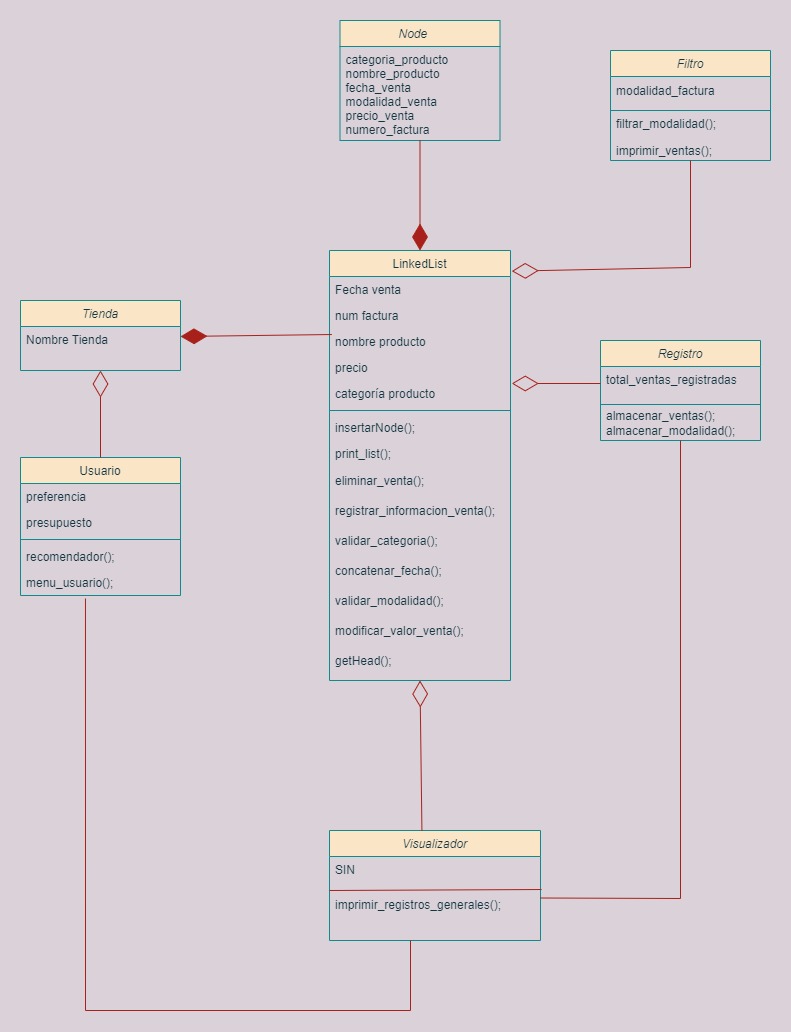 Node
categoria_producto
nombre_producto
fecha_venta
modalidad_venta
precio_venta
numero_factura
Filtro
modalidad_factura
filtrar_modalidad();
imprimir_ventas();
LinkedList
Fecha venta
num factura
nombre producto
precio
categoría producto
insertarNode();
print_list();
eliminar_venta();
registrar_informacion_venta();
validar_categoria();
concatenar_fecha();
validar_modalidad();
modificar_valor_venta();
getHead();
Tienda
Nombre Tienda
Registro
total_ventas_registradas
almacenar_ventas();
almacenar_modalidad();
Usuario
preferencia
presupuesto
recomendador();
menu_usuario();
Visualizador
SIN
imprimir_registros_generales();